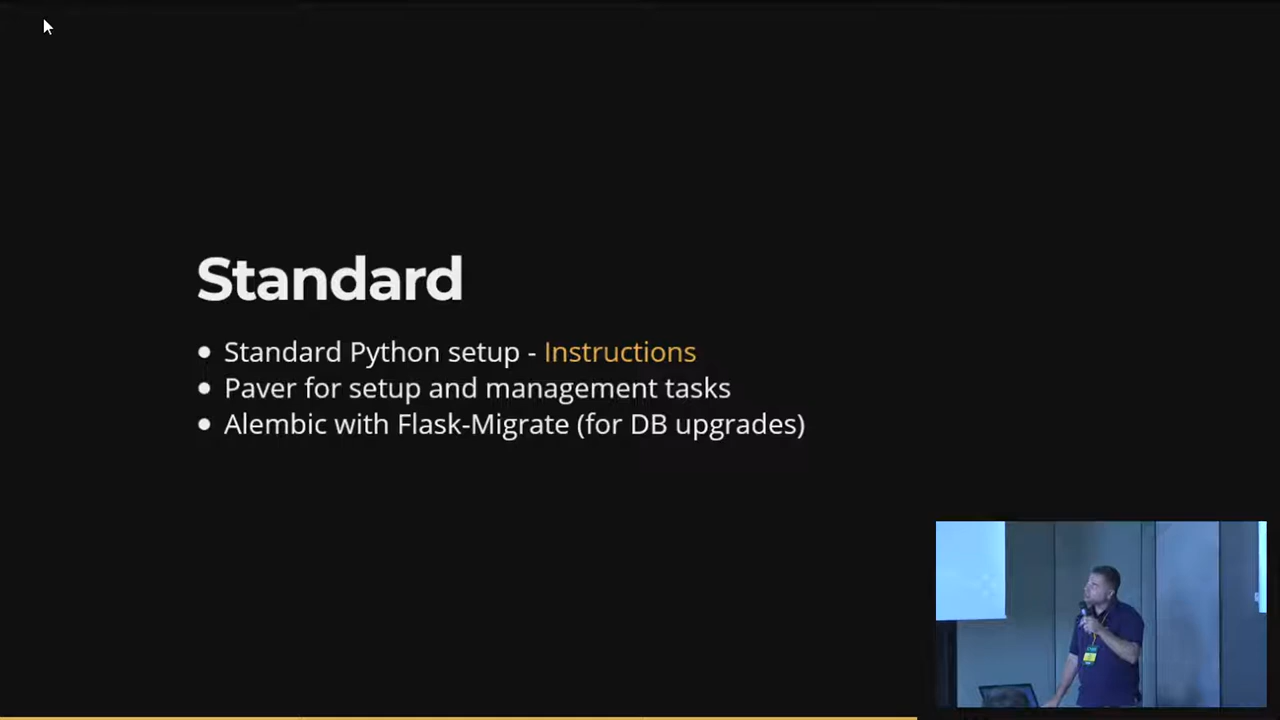 Standard
Standard Python setup - Instructions
Paver for setup and management tasks
Alembic with Flask-Migrate (for DB upgrades)